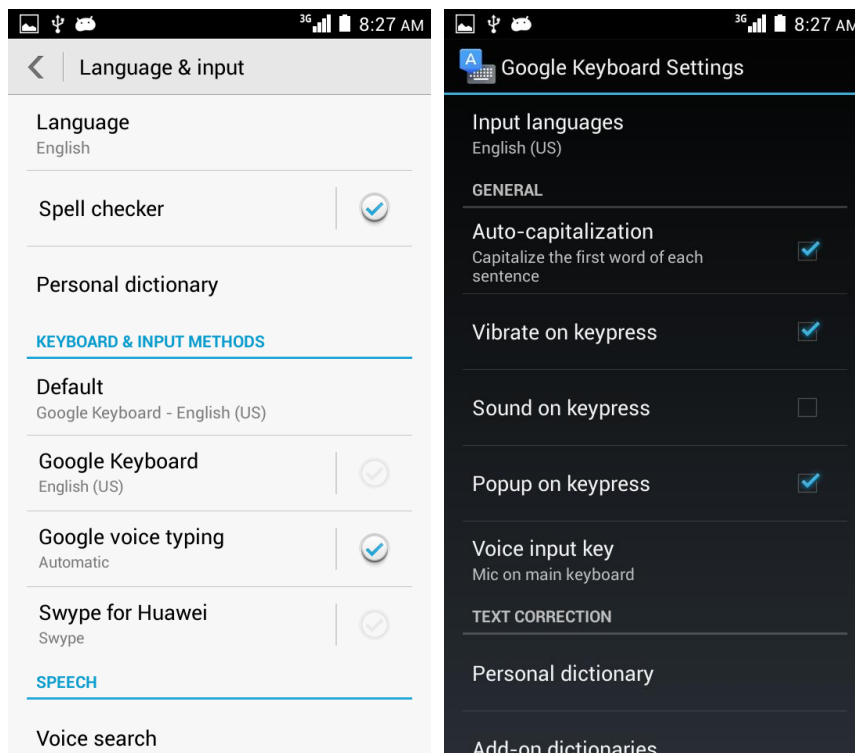 3G 8:27 AM
Language & input
Language
English
Spell checker
Personal dictionary
KEYBOARD & INPUT METHODS
Default
Google Keyboard - English (US)
Google Keyboard
English (US)
Google voice typing
Automatic
Swype for Huawei
Swype
SPEECH
Voice search
3G 8:27 AM
A
Google Keyboard Settings
Input languages
English (US)
GENERAL
Auto-capitalization
Capitalize the first word of each
sentence
Vibrate on keypress
Sound on keypress
Popup on keypress
Voice input key
Mic on main keyboard
TEXT CORRECTION
Personal dictionary
Add-on dictionaries